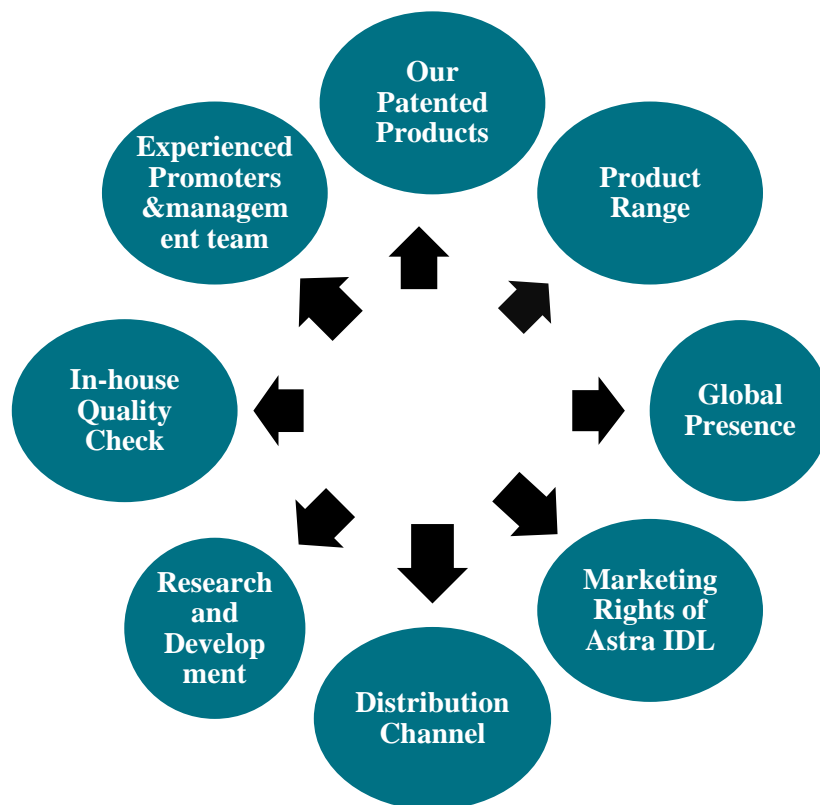 Our
Patented
Products
Product
Range
Global
Presence
Marketing
Rights of
Astra IDL
Distribution
Channel
Research
and
Develop
ment
In-house
Quality
Check
Experienced
Promoters
&managem
ent team